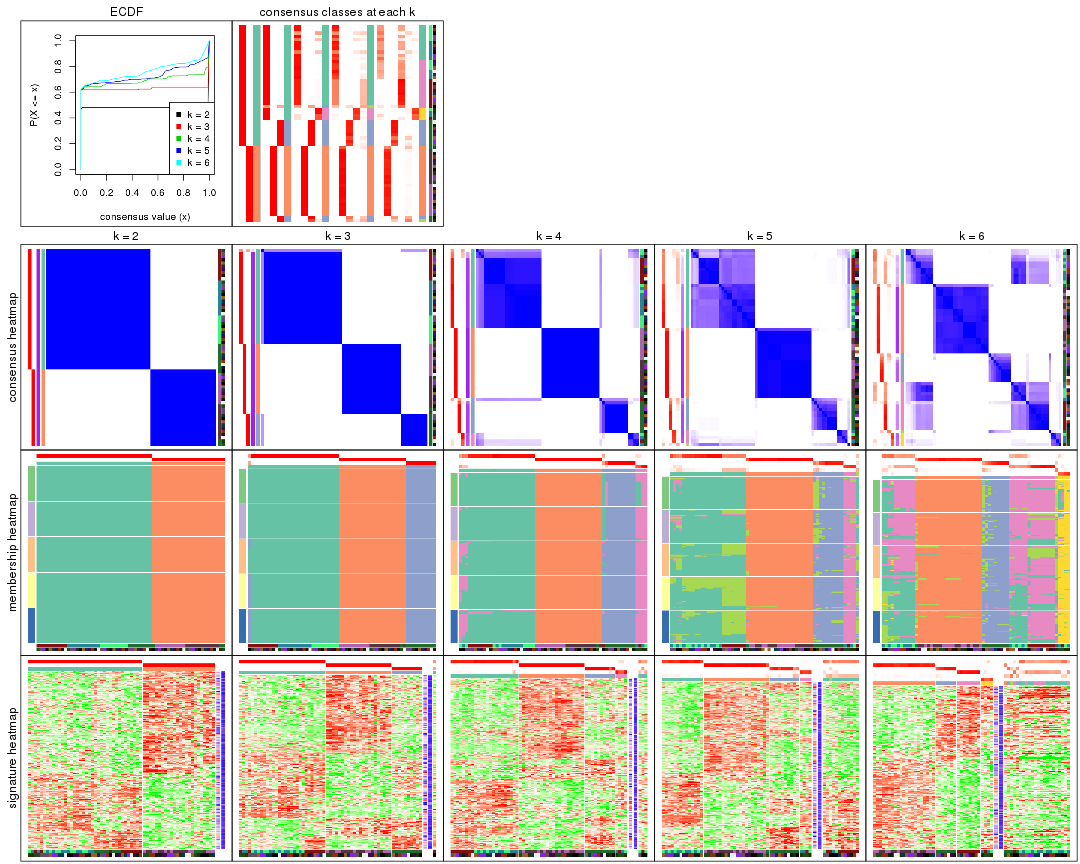 ECDF
consensus classes at each k
P(X <= x)
1.0
0.8
0.6
0.4
0.2
0.0
k = 2
k = 3
k = 4
k = 5
k = 6
0.0 0.2 0.4 0.6 0.8 1.0
consensus value (x)
k = 2
k = 3
k = 4
k = 5
k = 6
consensus heatmap
membership heatmap
signature heatmap